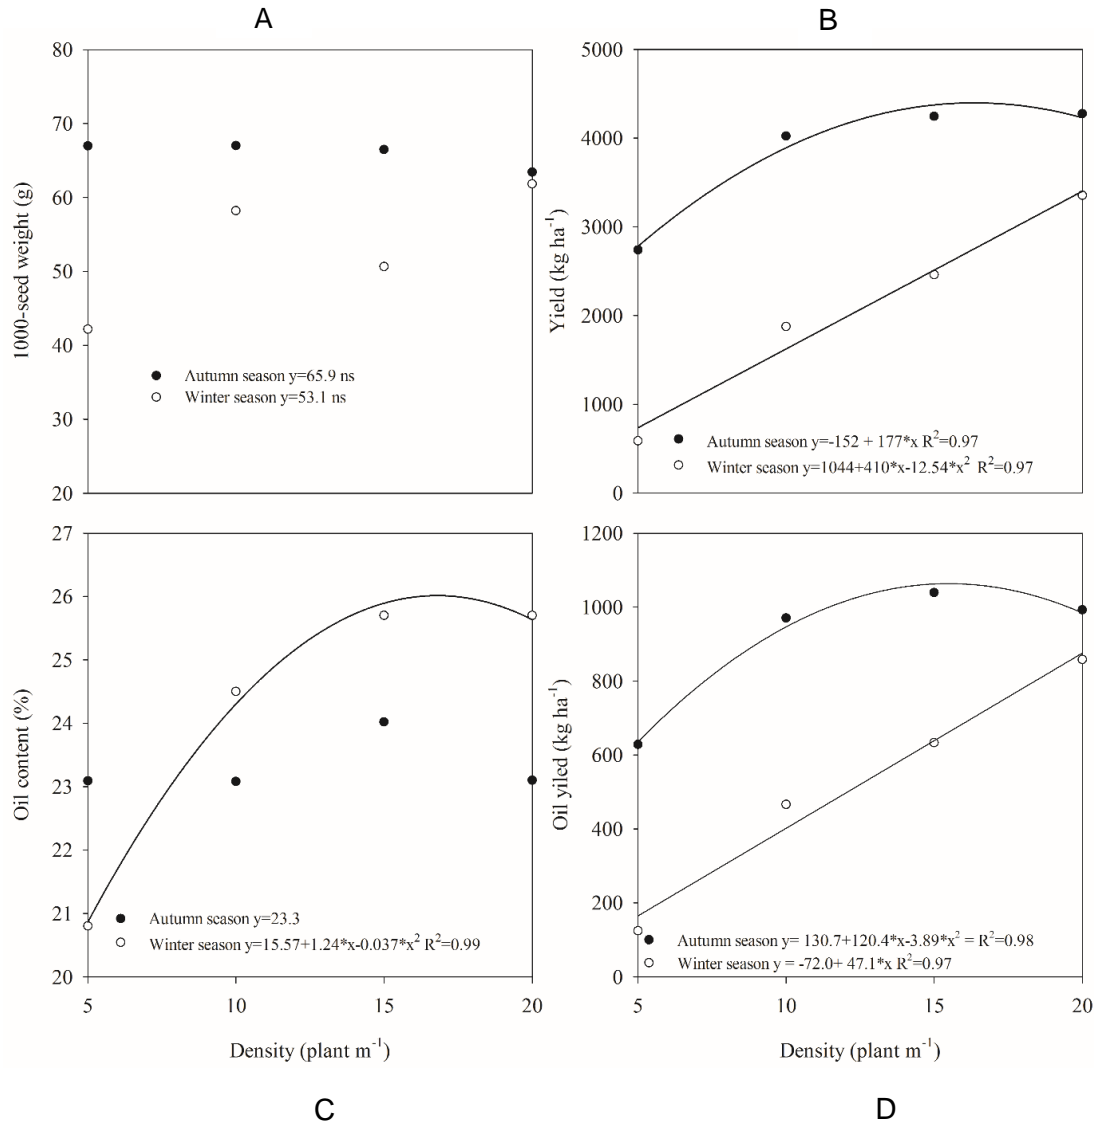 A
80
70
60
50
40
30
20
1000-seed weight (g)
Autumn season y=65.9 ns
Winter season y=53.1 ns
B
5000
4000
3000
2000
1000
0
Yield (kg ha⁻¹)
Autumn season y=-152 + 177*x R²=0.97
Winter season y=1044+410*x-12.54*x² R²=0.97
27
26
25
24
23
22
21
20
Oil content (%)
Autumn season y=23.3
Winter season y=15.57+1.24*x-0.037*x² R²=0.99
5 10 15 20
Density (plant m⁻¹)
C
1200
1000
800
600
400
200
0
Oil yiled (kg ha⁻¹)
Autumn season y= 130.7+120.4*x-3.89*x² = R²=0.98
Winter season y = -72.0+ 47.1*x R²=0.97
5 10 15 20
Density (plant m⁻¹)
D